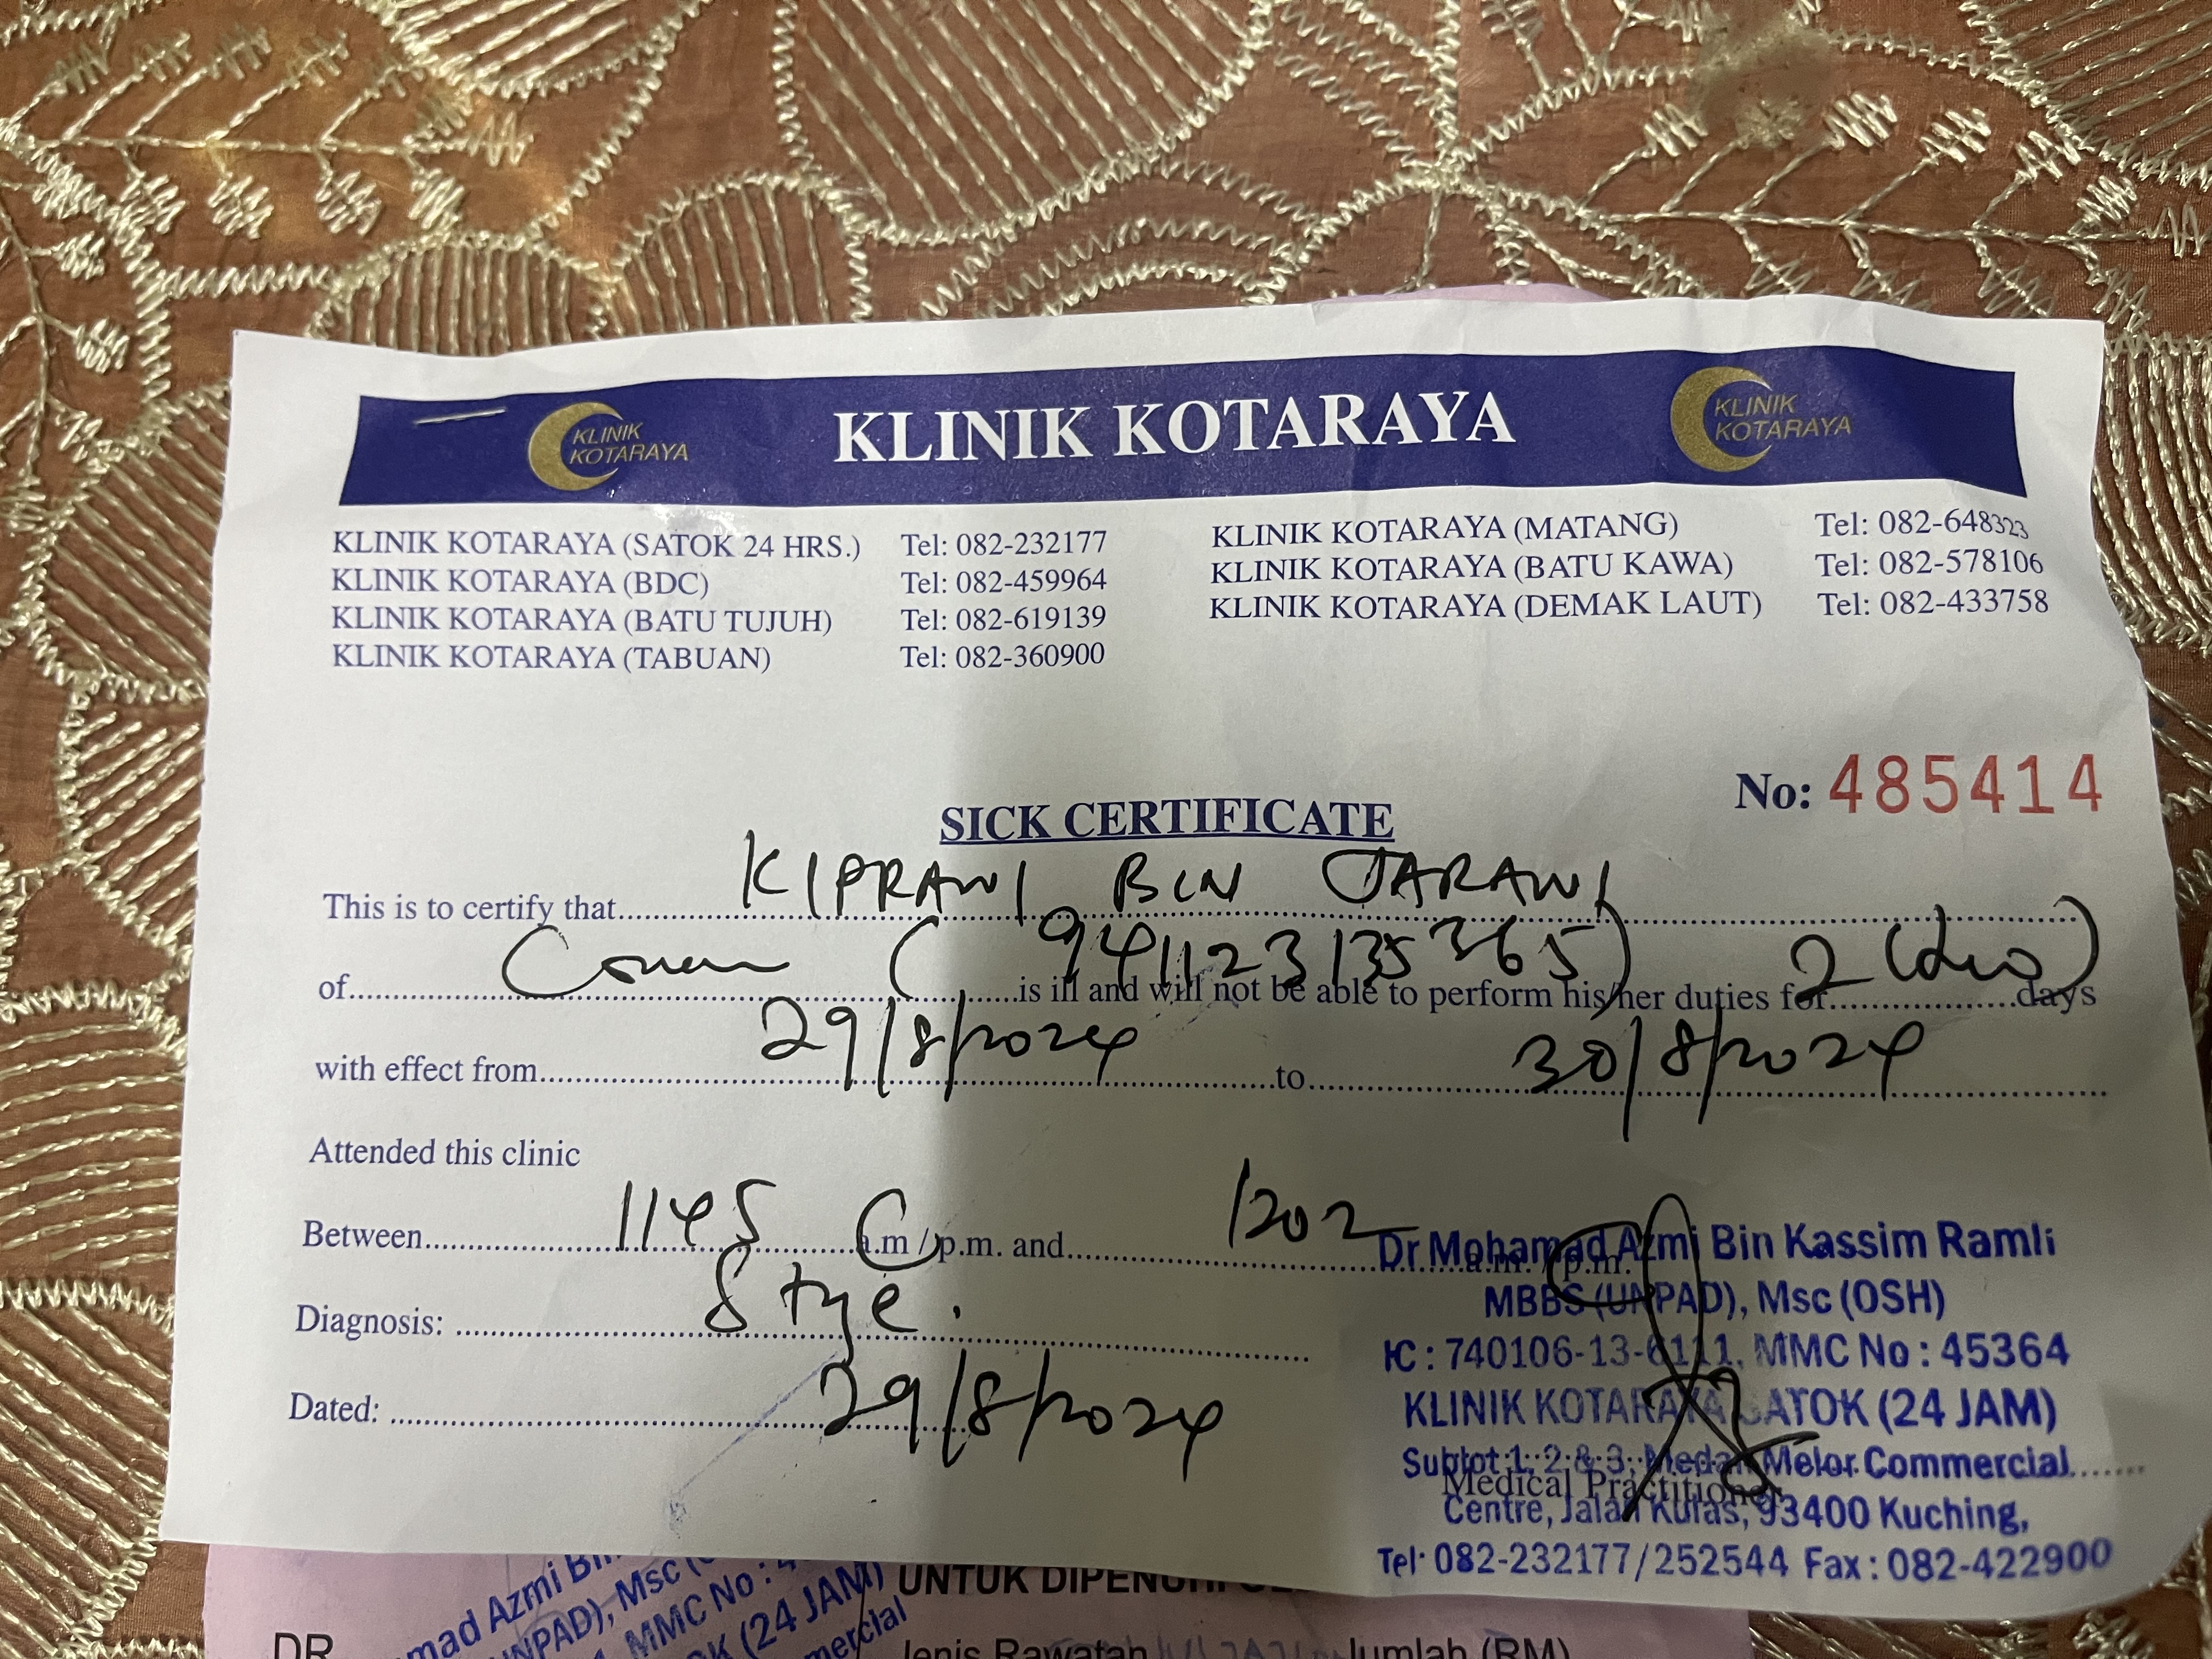 KLINIK KOTARAYA
KLINIK KOTARAYA
KLINIK KOTARAYA
KLINIK KOTARAYA (SATOK 24 HRS.) Tel: 082-232177 KLINIK KOTARAYA (MATANG) Tel: 082-648323
KLINIK KOTARAYA (BDC) Tel: 082-459964 KLINIK KOTARAYA (BATU KAWA) Tel: 082-578106
KLINIK KOTARAYA (BATU TUJUH) Tel: 082-619139 KLINIK KOTARAYA (DEMAK LAUT) Tel: 082-433758
KLINIK KOTARAYA (TABUAN) Tel: 082-360900
No: 485414
SICK CERTIFICATE
This is to certify that KIPRAWI BIN JARAWI
of (941123135265) is ill and will not be able to perform his/her duties for 2 (duo) days
with effect from 29/8/2024 to 30/8/2024
Attended this clinic
Between 1145 a.m/p.m. and 1202
Diagnosis: Stye.
Dated: 29/8/2024
Dr Mohamad Azmi Bin Kassim Ramli
MBBS (UNPAD), Msc (OSH)
IC : 740106-13-6111, MMC No : 45364
KLINIK KOTARAYA SATOK (24 JAM)
Sublot 1, 2 & 3, Medan Melor Commercial
Medical Practitioner
Centre, Jalan Kulas, 93400 Kuching,
Tel: 082-232177 / 252544 Fax : 082-422900
DR
mad Azmi Bin
UNPAD), Msc
MMC No : 4
(24 JAM)
mercial
UNTUK DIPENUHI
Jenis Rawatan
Jumlah (RM)